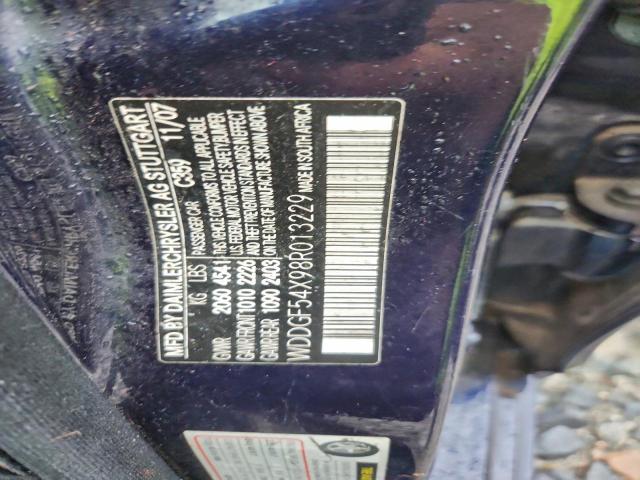 MFD BY DAIMLERCHRYSLER AG STUTTGART
C350 11/07
KG LBS PASSENGER CAR
GVWR 2060 4541 THIS VEHICLE CONFORMS TO ALL APPLICABLE
GAWR FRONT 1010 2226 U.S. FEDERAL MOTOR VEHICLE SAFETY, BUMPER
AND THEFT PREVENTION STANDARDS IN EFFECT
GAWR REAR 1090 2403 ON THE DATE OF MANUFACTURE SHOWN ABOVE
WDDGF54X98R013229 MADE IN SOUTH AFRICA